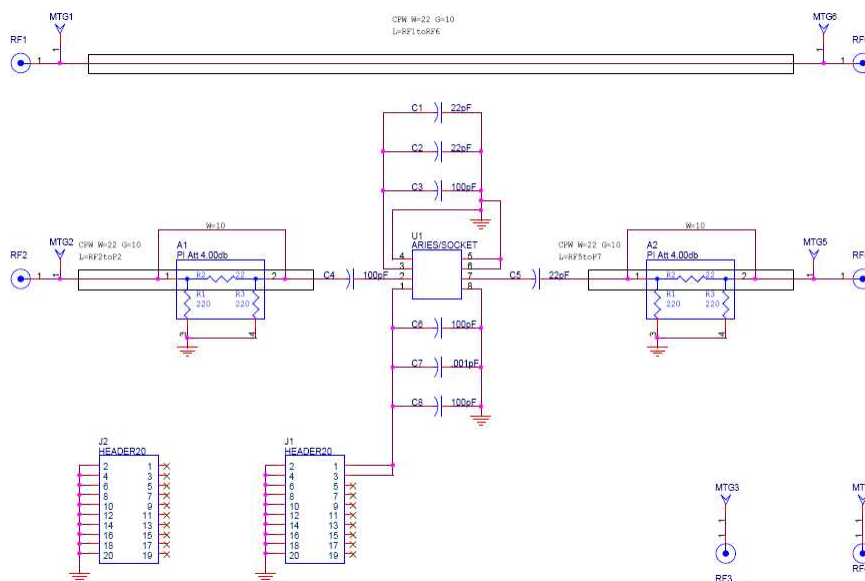 MTG1
CPW W=22 G=10
L=RF1toRF6
MTG6
RF1
1
1
1
1
C1 22pF
C2 22pF
C3 100pF
W=10
U1
ARIES/SOCKET
W=10
MTG2
CPW W=22 G=10
L=RF2toP2
A1
PI Att 4.00db
CPW W=22 G=10
L=RF5toP7
A2
PI Att 4.00db
MTG5
RF2
1
1
1
R2 22
2
C4 100pF
4
3
2
1
5
6
7
8
C5 22pF
1
R2 22
2
1
1
R1
220
R3
220
R1
220
R3
220
3
4
3
4
C6 100pF
C7 .001pF
C8 100pF
J2
HEADER20
2 1
4 3
6 5
8 7
10 9
12 11
14 13
16 15
18 17
20 19
J1
HEADER20
2 1
4 3
6 5
8 7
10 9
12 11
14 13
16 15
18 17
20 19
MTG3
1
1
RF3
1
1